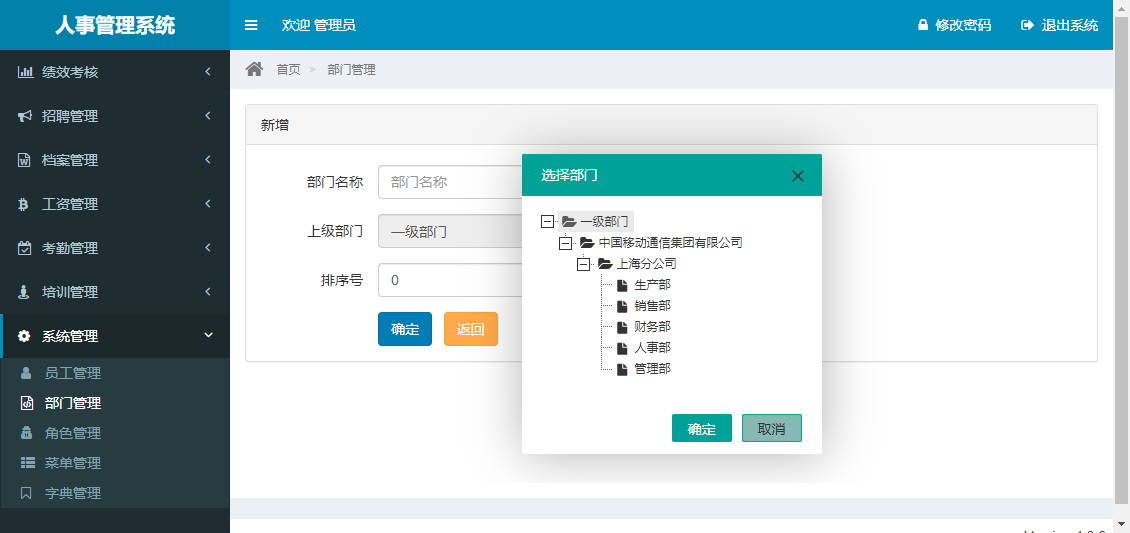 人事管理系统
欢迎 管理员
修改密码
退出系统
绩效考核
招聘管理
档案管理
工资管理
考勤管理
培训管理
系统管理
员工管理
部门管理
角色管理
菜单管理
字典管理
首页 > 部门管理
新增
部门名称 部门名称
上级部门 一级部门
排序号 0
确定 返回
选择部门
一级部门
中国移动通信集团有限公司
上海分公司
生产部
销售部
财务部
人事部
管理部
确定 取消